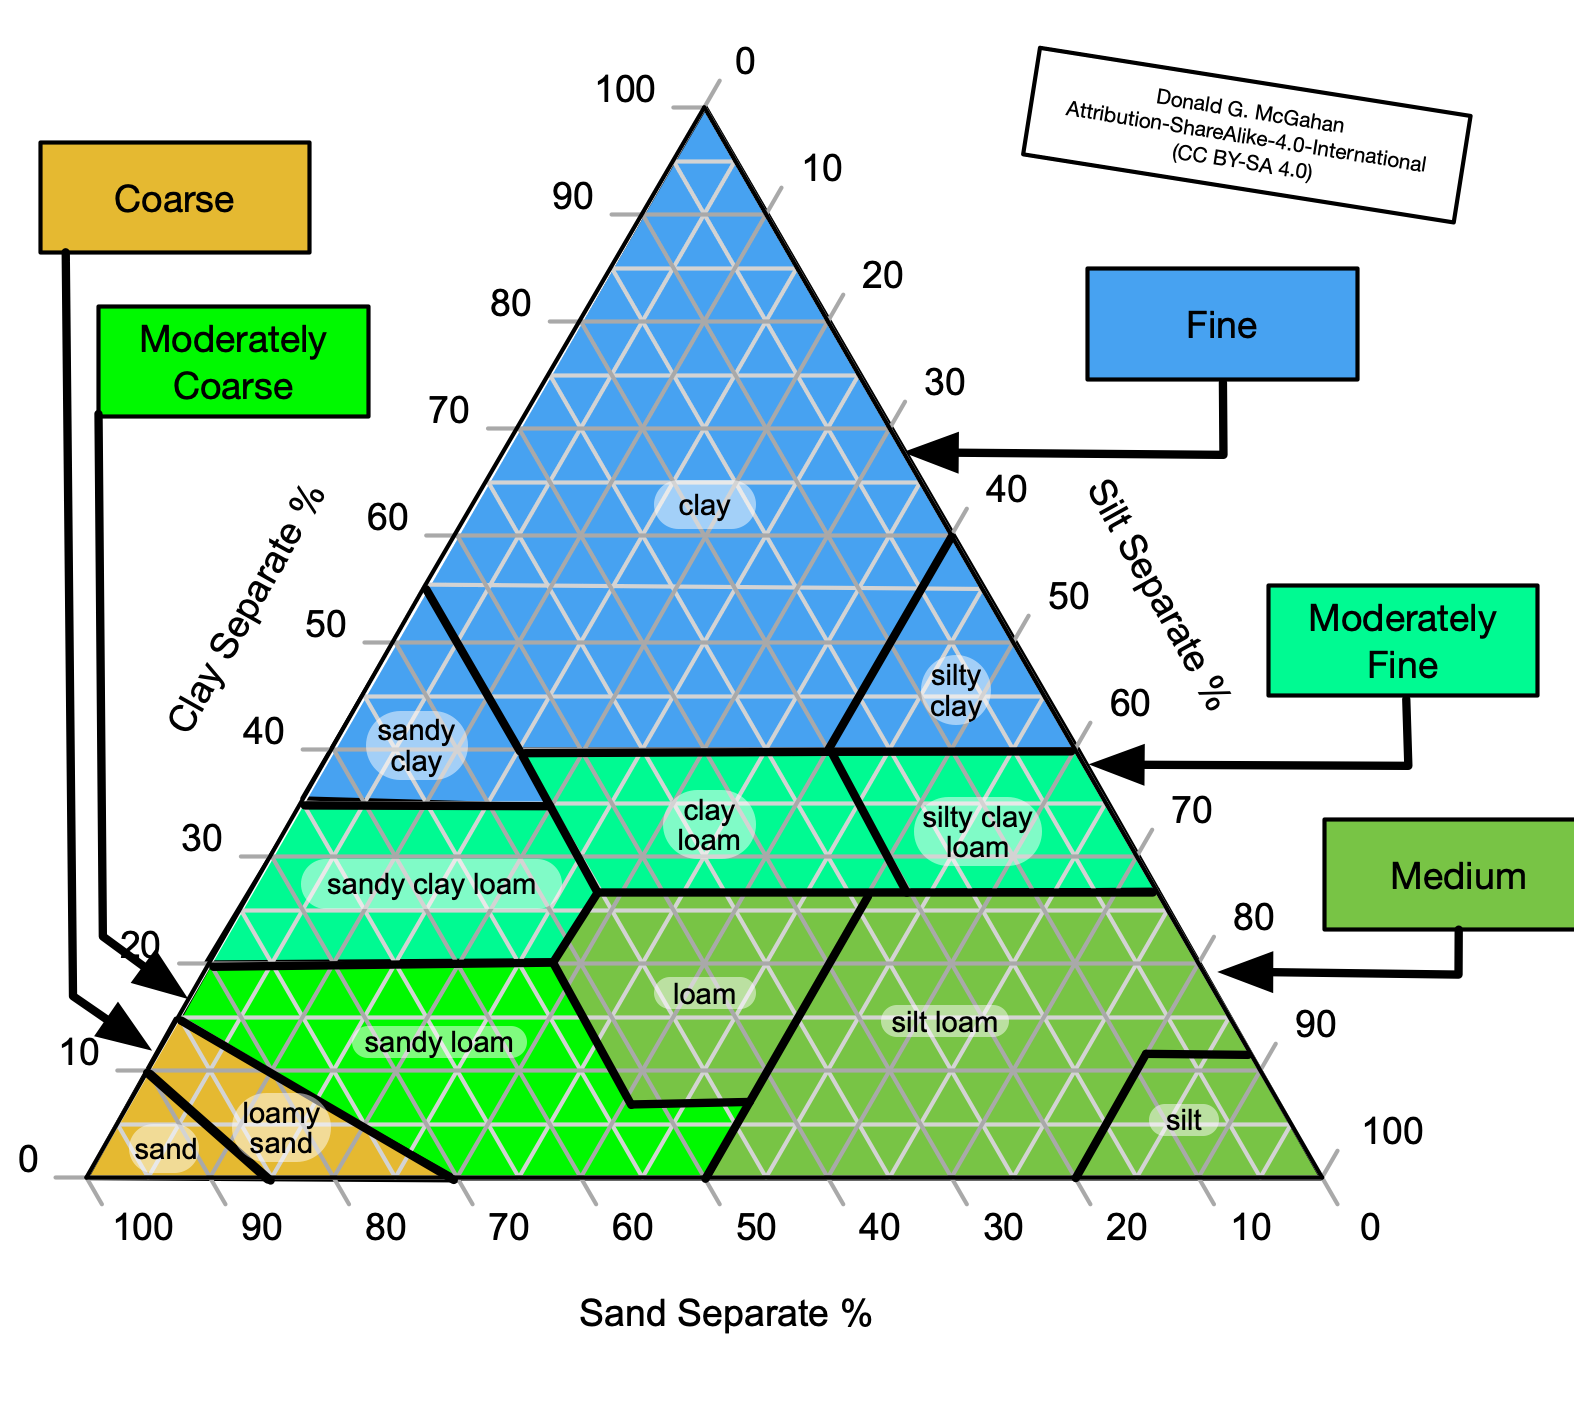 0
100
Donald G. McGahan
Attribution-ShareAlike-4.0-International
(CC BY-SA 4.0)
10
90
Coarse
20
80
Fine
Moderately
Coarse
30
70
40
60
clay
Clay Separate %
Silt Separate %
50
50
Moderately
Fine
silty
clay
60
40
sandy
clay
70
30
clay
loam
silty clay
loam
Medium
sandy clay loam
80
20
loam
silt loam
90
10
sandy loam
loamy
sand
silt
100
sand
0
100
90
80
70
60
50
40
30
20
10
0
Sand Separate %